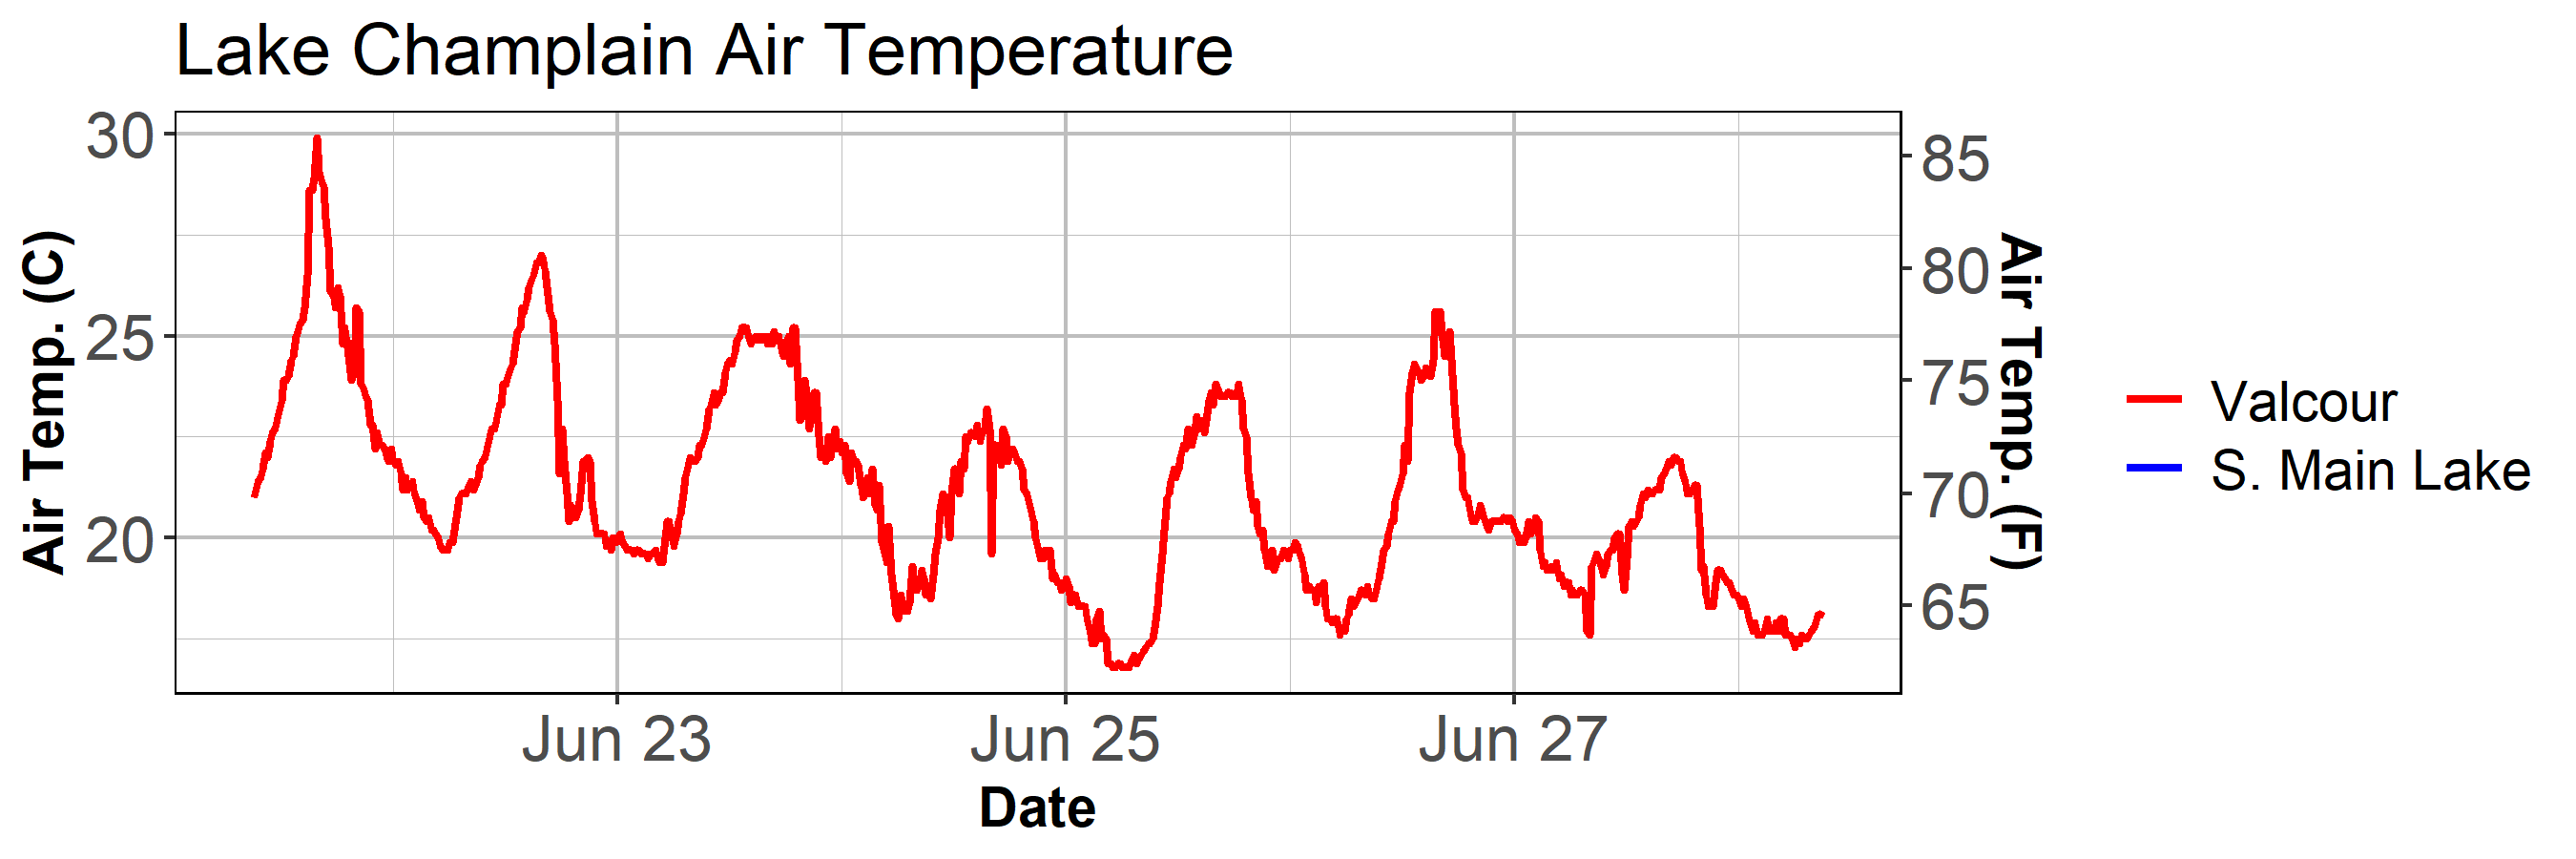 Lake Champlain Air Temperature
Air Temp. (C)
30
25
20
85
80
75
70
65
Air Temp. (F)
Jun 23 Jun 25 Jun 27
Date
Valcour
S. Main Lake